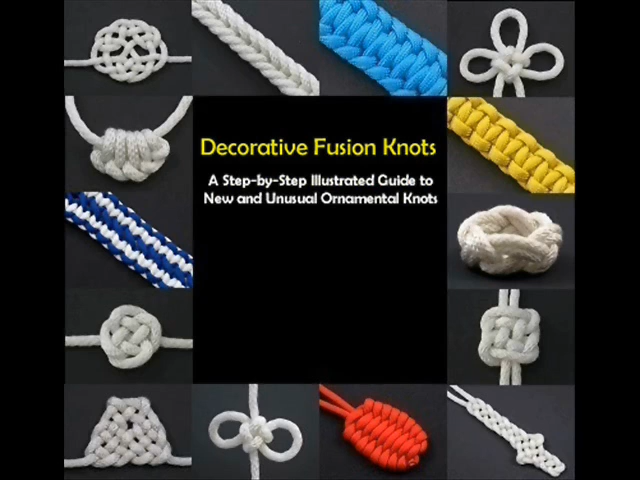 Decorative Fusion Knots
A Step-by-Step Illustrated Guide to
New and Unusual Ornamental Knots